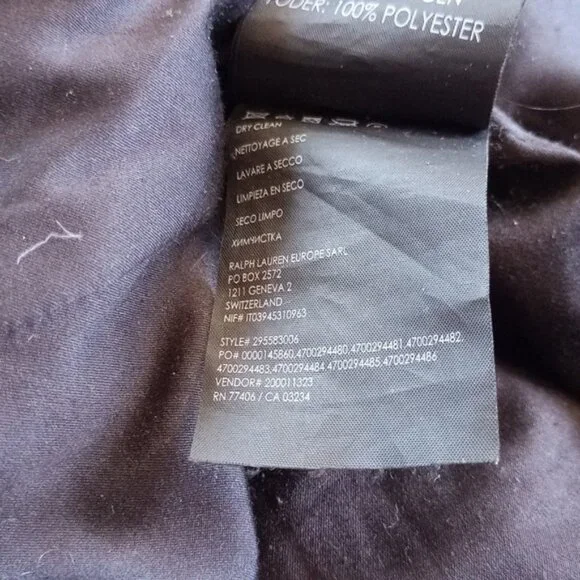 FODER: 100% POLYESTER
DRY CLEAN
NETTOYAGE A SEC
LAVARE A SECCO
LIMPIEZA EN SECO
SECO LIMPO
ХИМЧИСТКА
RALPH LAUREN EUROPE SARL
PO BOX 2572
1211 GENEVA 2
SWITZERLAND
NIF# IT03945310963
STYLE# 295583006
PO# 0000145860,4700294480,4700294481,4700294482,
4700294483,4700294484 4700294485,4700294486
VENDOR# 200011323
RN 77406 / CA 03234